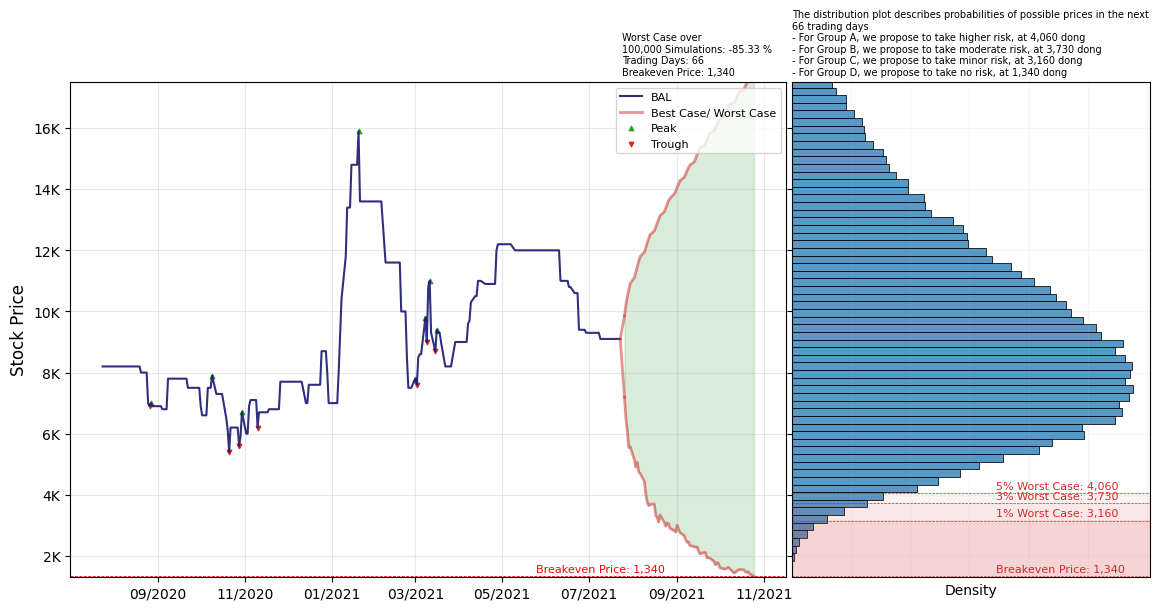 The distribution plot describes probabilities of possible prices in the next
66 trading days
- For Group A, we propose to take higher risk, at 4,060 dong
- For Group B, we propose to take moderate risk, at 3,730 dong
- For Group C, we propose to take minor risk, at 3,160 dong
- For Group D, we propose to take no risk, at 1,340 dong
Worst Case over
100,000 Simulations: -85.33 %
Trading Days: 66
Breakeven Price: 1,340
BAL
Best Case/ Worst Case
Peak
Trough
Stock Price
16K
14K
12K
10K
8K
6K
4K
2K
Breakeven Price: 1,340
09/2020
11/2020
01/2021
03/2021
05/2021
07/2021
09/2021
11/2021
5% Worst Case: 4,060
3% Worst Case: 3,730
1% Worst Case: 3,160
Breakeven Price: 1,340
Density